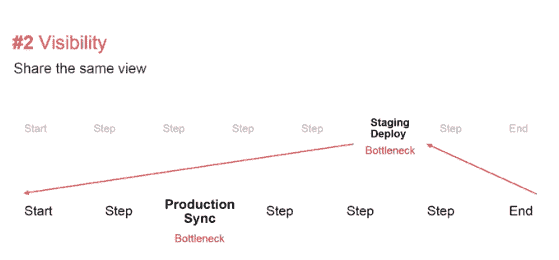 #2 Visibility
Share the same view
Start Step Step Step Step Staging Deploy Step End
Bottleneck
Start Step Production Sync Step Step Step End
Bottleneck